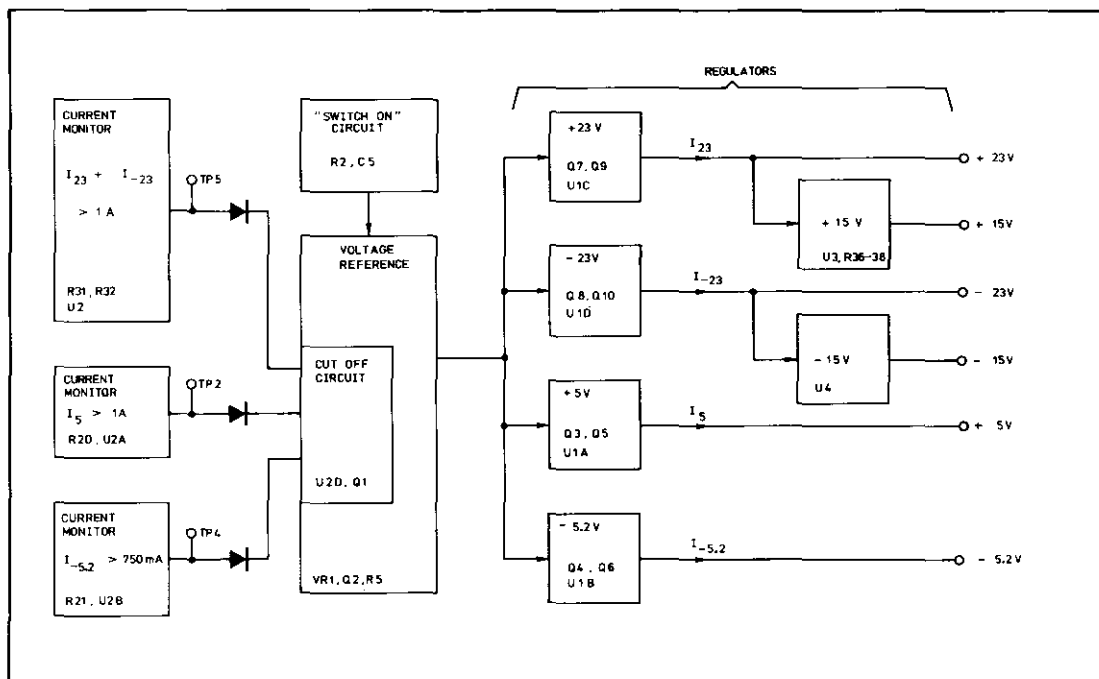 REGULATORS
CURRENT
MONITOR
I23 + I-23
> 1 A
R31, R32
U2
TP5
"SWITCH ON"
CIRCUIT
R2, C5
VOLTAGE
REFERENCE
CUT OFF
CIRCUIT
U2D, Q1
VR1, Q2, R5
CURRENT
MONITOR
I5 > 1A
R20, U2A
TP2
CURRENT
MONITOR
I-5.2 > 750mA
R21, U2B
TP4
+23 V
Q7, Q9
U1C
I23
+ 23V
+ 15 V
U3, R36-38
+ 15V
- 23V
Q8, Q10
U1D
I-23
- 23V
- 15V
U4
- 15V
+ 5V
Q3, Q5
U1A
I5
+ 5V
- 5.2V
Q4, Q6
U1B
I-5.2
- 5.2V